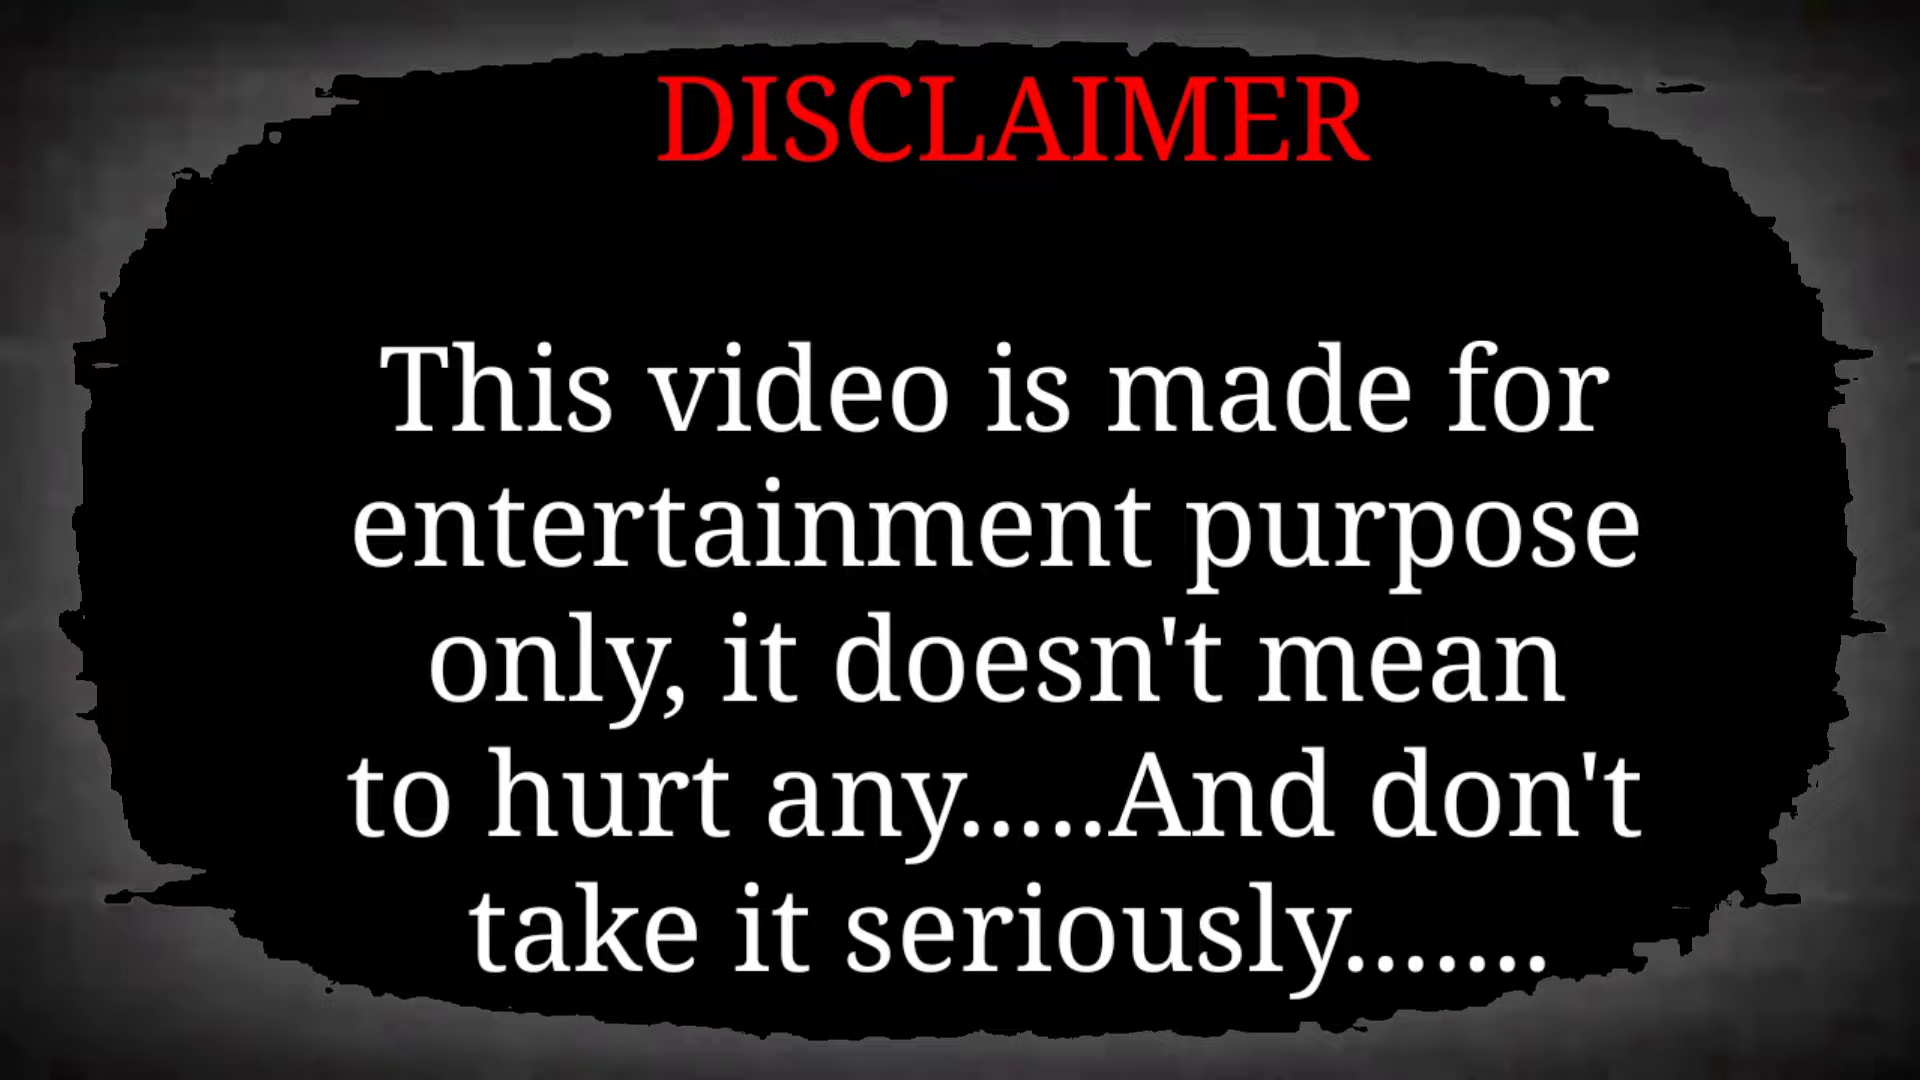 DISCLAIMER
This video is made for
entertainment purpose
only, it doesn't mean
to hurt any.....And don't
take it seriously.......